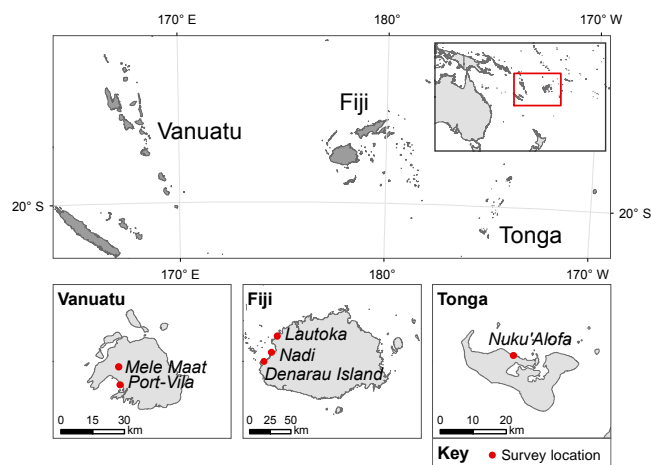 170° E 180° 170° W
Fiji
Vanuatu
20° S 20° S
Tonga
170° E 180° 170° W
Vanuatu Fiji Tonga
Lautoka Nuku'Alofa
Nadi
Mele Maat Denarau Island
Port-Vila
0 15 30 0 25 50 0 10 20
km km km
Key Survey location